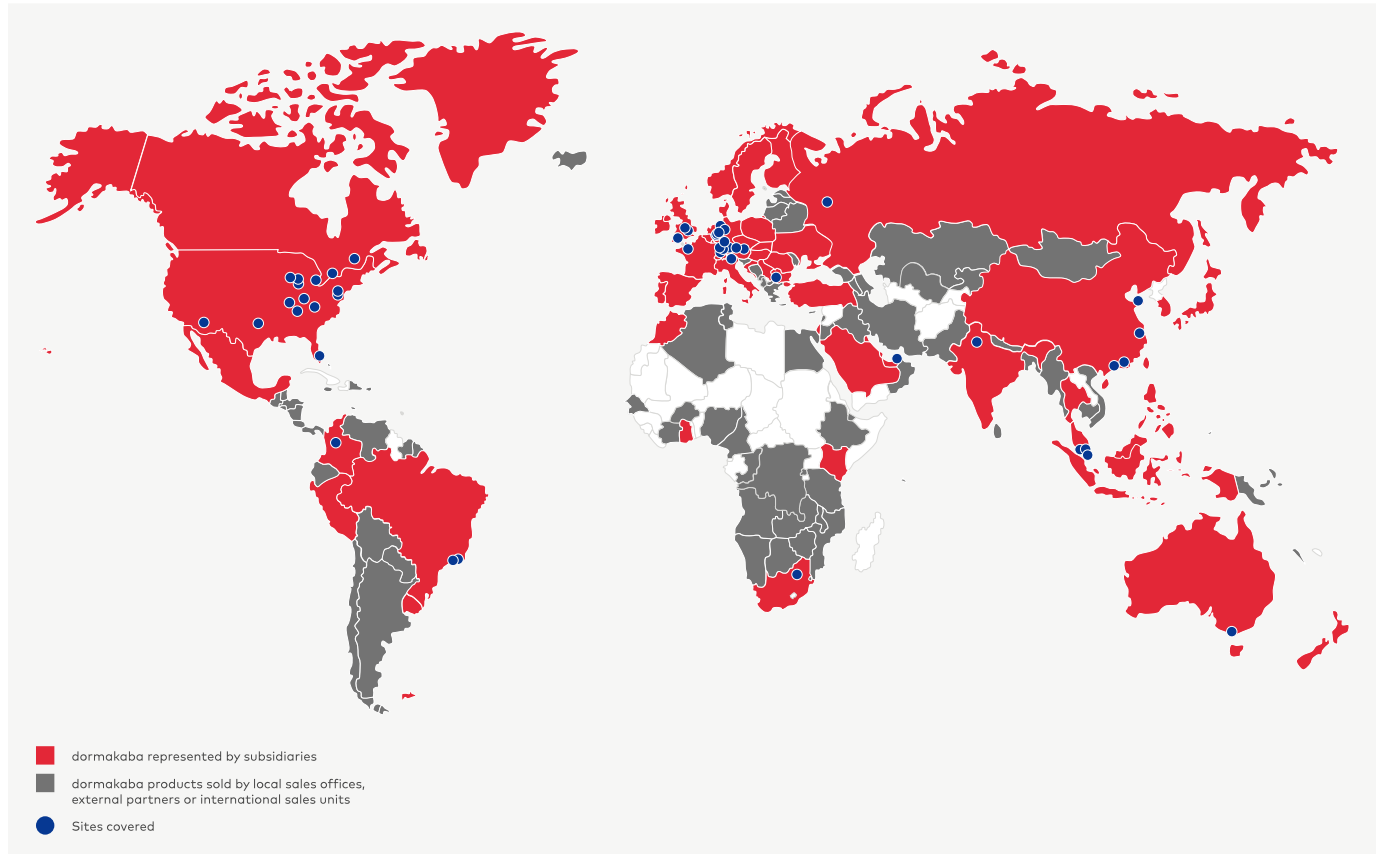 dormakaba represented by subsidiaries
dormakaba products sold by local sales offices,
external partners or international sales units
Sites covered